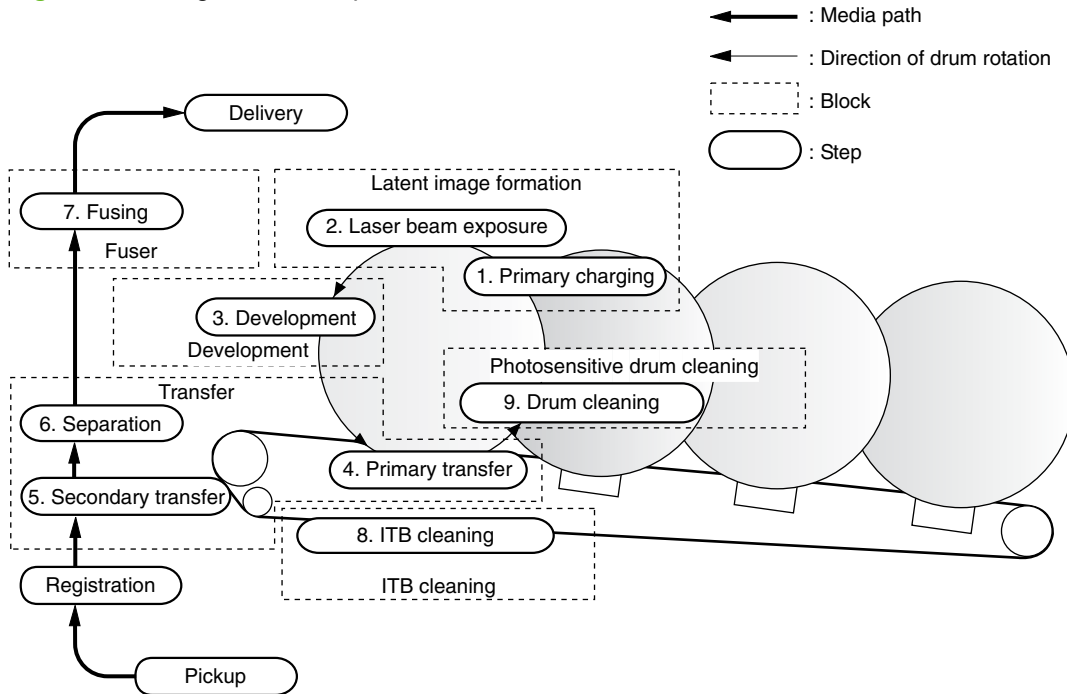 : Media path
: Direction of drum rotation
: Block
: Step
Delivery
Latent image formation
7. Fusing
2. Laser beam exposure
Fuser
1. Primary charging
3. Development
Development
Photosensitive drum cleaning
Transfer
9. Drum cleaning
6. Separation
4. Primary transfer
5. Secondary transfer
8. ITB cleaning
Registration
ITB cleaning
Pickup